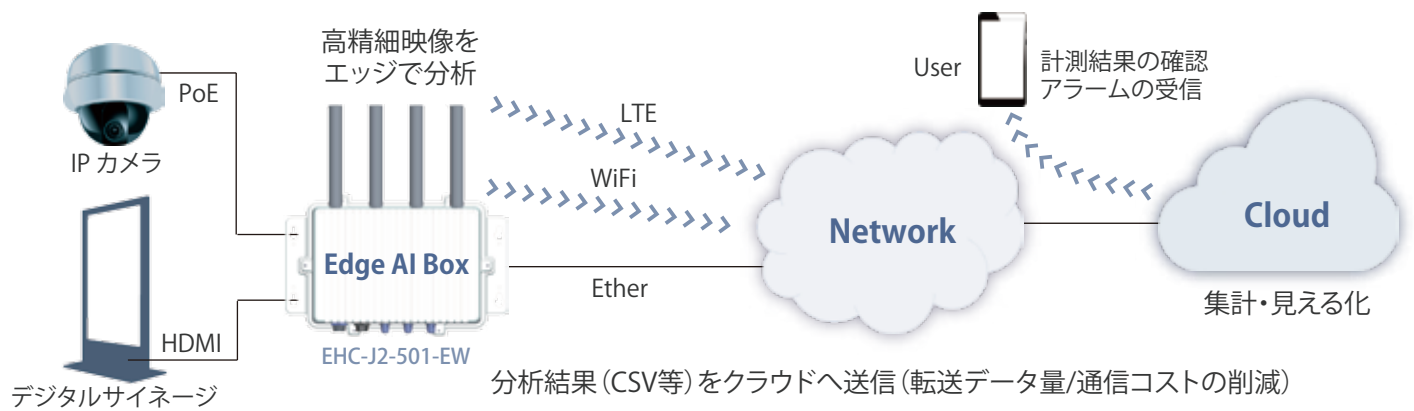 高精細映像を
エッジで分析
PoE
IP カメラ
LTE
WiFi
User
計測結果の確認
アラームの受信
Edge AI Box
Network
Cloud
Ether
集計・見える化
HDMI
EHC-J2-501-EW
デジタルサイネージ
分析結果（CSV等）をクラウドへ送信（転送データ量/通信コストの削減）